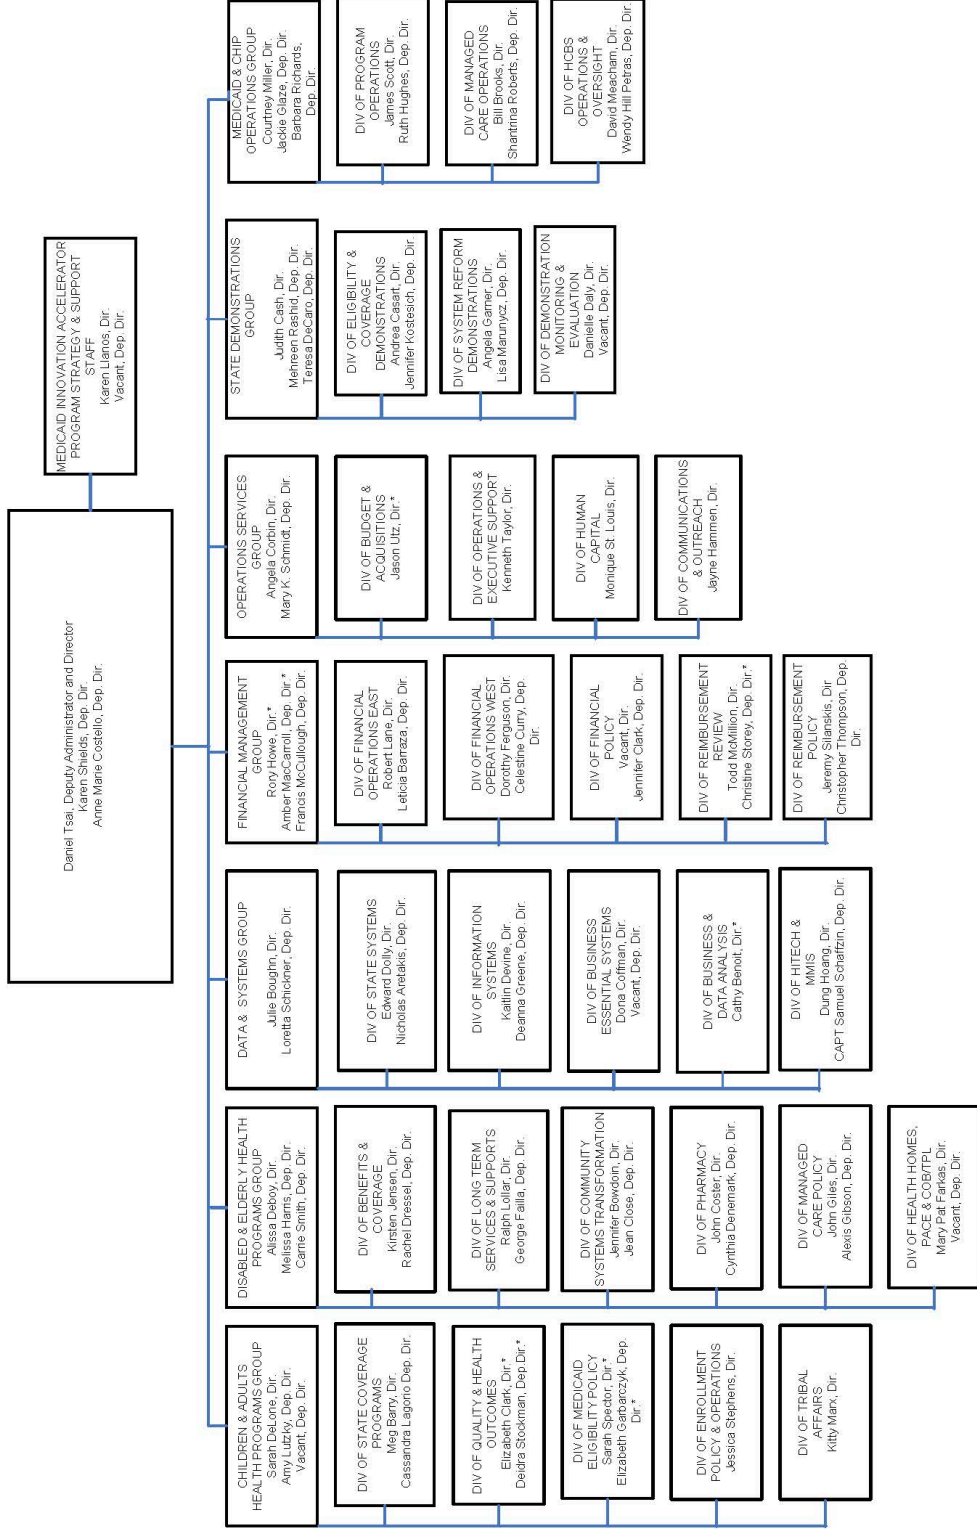 Daniel Tsai, Deputy Administrator and Director
Karen Shields, Dep. Dir.
Anne Marie Costello, Dep. Dir.
MEDICAID INNOVATION ACCELERATOR
PROGRAM STRATEGY & SUPPORT
STAFF
Karen Llanos, Dir.
Vacant, Dep. Dir.
CHILDREN & ADULTS
HEALTH PROGRAMS GROUP
Sarah DeLone, Dir.
Amy Lutzky, Dep. Dir.
Vacant, Dep. Dir.
DIV OF STATE COVERAGE
PROGRAMS
Meg Barry, Dir.
Cassandra Lagorio Dep. Dir.
DIV OF QUALITY & HEALTH
OUTCOMES
Elizabeth Clark, Dir.*
Deidra Stockman, Dep.Dir.*
DIV OF MEDICAID
ELIGIBILITY POLICY
Sarah Spector, Dir.*
Elizabeth Garbarczyk, Dep.
Dir.*
DIV OF ENROLLMENT
POLICY & OPERATIONS
Jessica Stephens, Dir.
DIV OF TRIBAL
AFFAIRS
Kitty Marx, Dir.
DISABLED & ELDERLY HEALTH
PROGRAMS GROUP
Alissa Deboy, Dir.
Melissa Harris, Dep. Dir.
Carrie Smith, Dep. Dir.
DIV OF BENEFITS &
COVERAGE
Kirsten Jensen, Dir.
Rachel Dressel, Dep. Dir.
DIV OF LONG TERM
SERVICES & SUPPORTS
Ralph Lollar, Dir.
George Failla, Dep. Dir.
DIV OF COMMUNITY
SYSTEMS TRANSFORMATION
Jennifer Bowdoin, Dir.
Jean Close, Dep. Dir.
DIV OF PHARMACY
John Coster, Dir.
Cynthia Denemark, Dep. Dir.
DIV OF MANAGED
CARE POLICY
John Giles, Dir.
Alexis Gibson, Dep. Dir.
DIV OF HEALTH HOMES,
PACE & COB/TPL
Mary Pat Farkas, Dir.
Vacant, Dep. Dir.
DATA & SYSTEMS GROUP
Julie Boughn, Dir.
Loretta Schickner, Dep. Dir.
DIV OF STATE SYSTEMS
Edward Dolly, Dir.
Nicholas Aretakis, Dep. Dir.
DIV OF INFORMATION
SYSTEMS
Kaitlin Devine, Dir.
Deanna Greene, Dep. Dir.
DIV OF BUSINESS
ESSENTIAL SYSTEMS
Dona Coffman, Dir.
Vacant, Dep. Dir.
DIV OF BUSINESS &
DATA ANALYSIS
Cathy Benoit, Dir.*
DIV OF HITECH &
MMIS
Dung Hoang, Dir.
CAPT Samuel Schaffzin, Dep. Dir.
FINANCIAL MANAGEMENT
GROUP
Rory Howe, Dir.*
Amber MacCarroll, Dep. Dir.*
Francis McCullough, Dep. Dir.
DIV OF FINANCIAL
OPERATIONS EAST
Robert Lane, Dir.
Leticia Barraza, Dep. Dir.
DIV OF FINANCIAL
OPERATIONS WEST
Dorothy Ferguson, Dir.
Celestine Curry, Dep.
Dir.
DIV OF FINANCIAL
POLICY
Vacant, Dir.
Jennifer Clark, Dep. Dir.
DIV OF REIMBURSEMENT
REVIEW
Todd McMillion, Dir.
Christine Storey, Dep. Dir.*
DIV OF REIMBURSEMENT
POLICY
Jeremy Silanskis, Dir
Christopher Thompson, Dep.
Dir.
OPERATIONS SERVICES
GROUP
Angela Corbin, Dir.
Mary K. Schmidt, Dep. Dir.
DIV OF BUDGET &
ACQUISITIONS
Jason Utz, Dir.*
DIV OF OPERATIONS &
EXECUTIVE SUPPORT
Kenneth Taylor, Dir.
DIV OF HUMAN
CAPITAL
Monique St. Louis, Dir.
DIV OF COMMUNICATIONS
& OUTREACH
Jayne Hammen, Dir.
STATE DEMONSTRATIONS
GROUP
Judith Cash, Dir.
Mehreen Rashid, Dep. Dir.
Teresa DeCaro, Dep. Dir.
DIV OF ELIGIBILITY &
COVERAGE
DEMONSTRATIONS
Andrea Casart, Dir.
Jennifer Kostesich, Dep. Dir.
DIV OF SYSTEM REFORM
DEMONSTRATIONS
Angela Garner, Dir.
Lisa Marunycz, Dep. Dir.
DIV OF DEMONSTRATION
MONITORING &
EVALUATION
Danielle Daly, Dir.
Vacant, Dep. Dir.
MEDICAID & CHIP
OPERATIONS GROUP
Courtney Miller, Dir.
Jackie Glaze, Dep. Dir.
Barbara Richards,
Dep. Dir.
DIV OF PROGRAM
OPERATIONS
James Scott, Dir.
Ruth Hughes, Dep. Dir.
DIV OF MANAGED
CARE OPERATIONS
Bill Brooks, Dir.
Shantrina Roberts, Dep. Dir.
DIV OF HCBS
OPERATIONS &
OVERSIGHT
David Meacham, Dir.
Wendy Hill Petras, Dep. Dir.